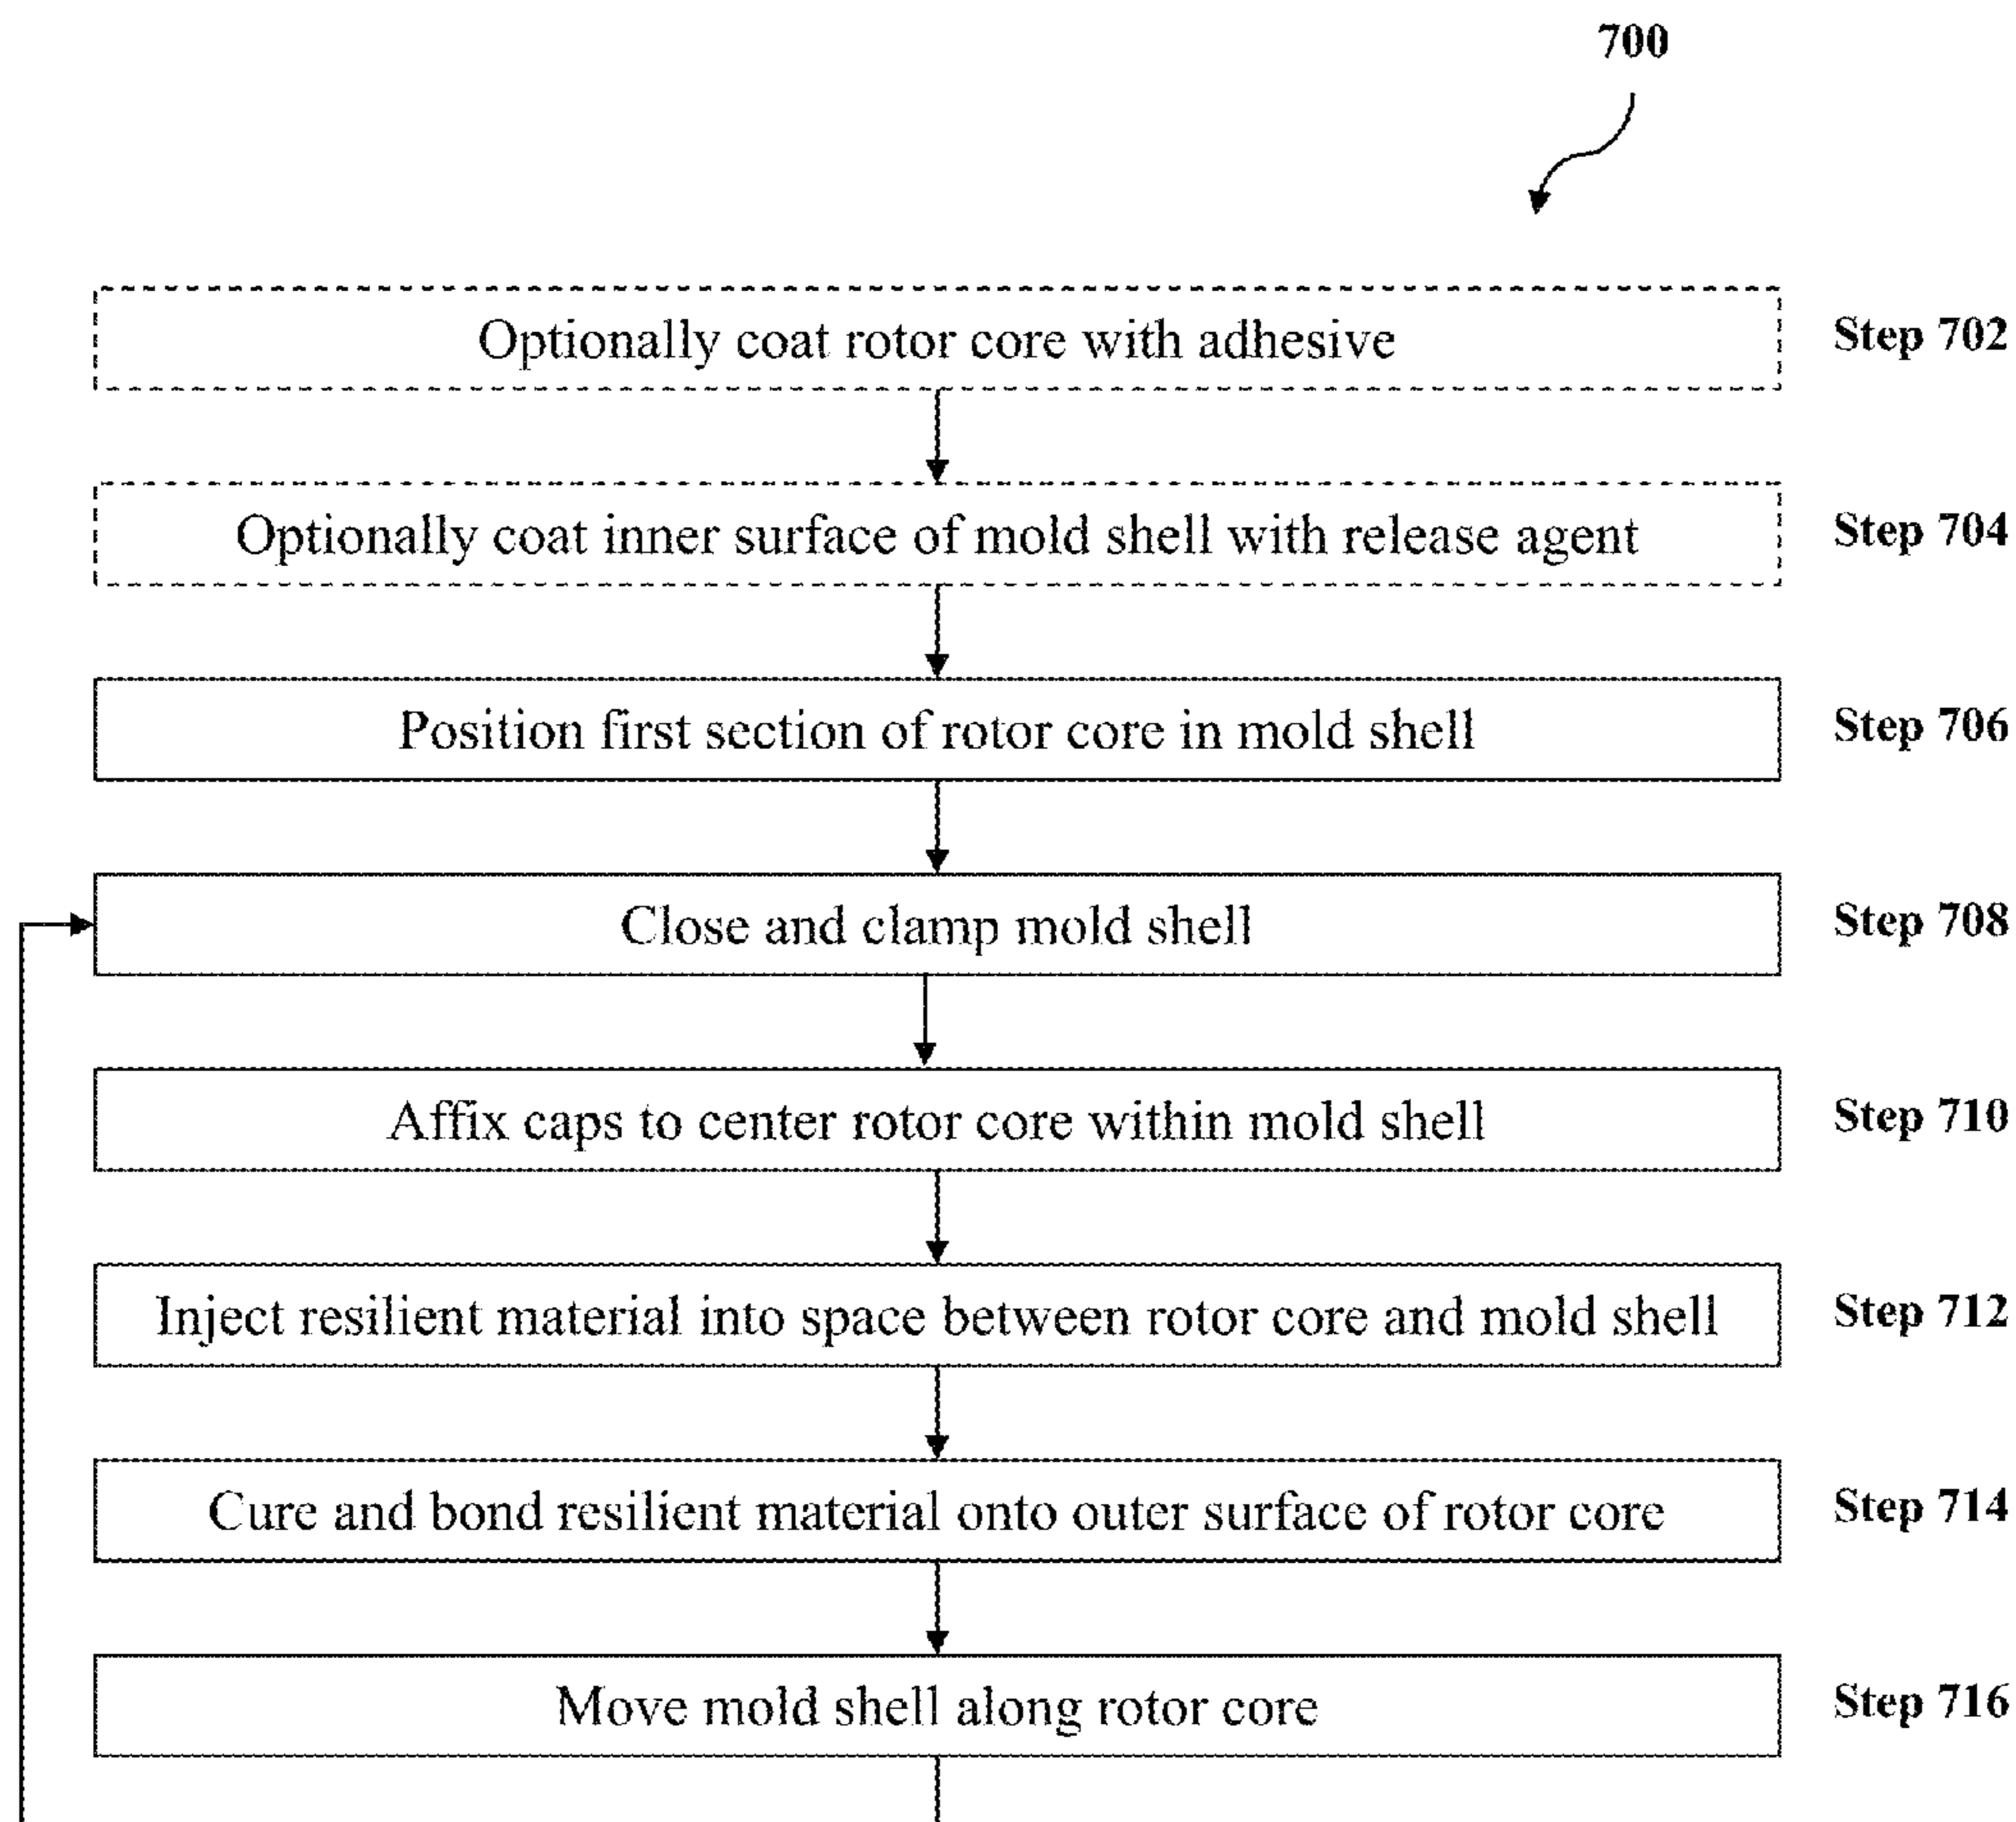 700
Optionally coat rotor core with adhesive Step 702
Optionally coat inner surface of mold shell with release agent Step 704
Position first section of rotor core in mold shell Step 706
Close and clamp mold shell Step 708
Affix caps to center rotor core within mold shell Step 710
Inject resilient material into space between rotor core and mold shell Step 712
Cure and bond resilient material onto outer surface of rotor core Step 714
Move mold shell along rotor core Step 716